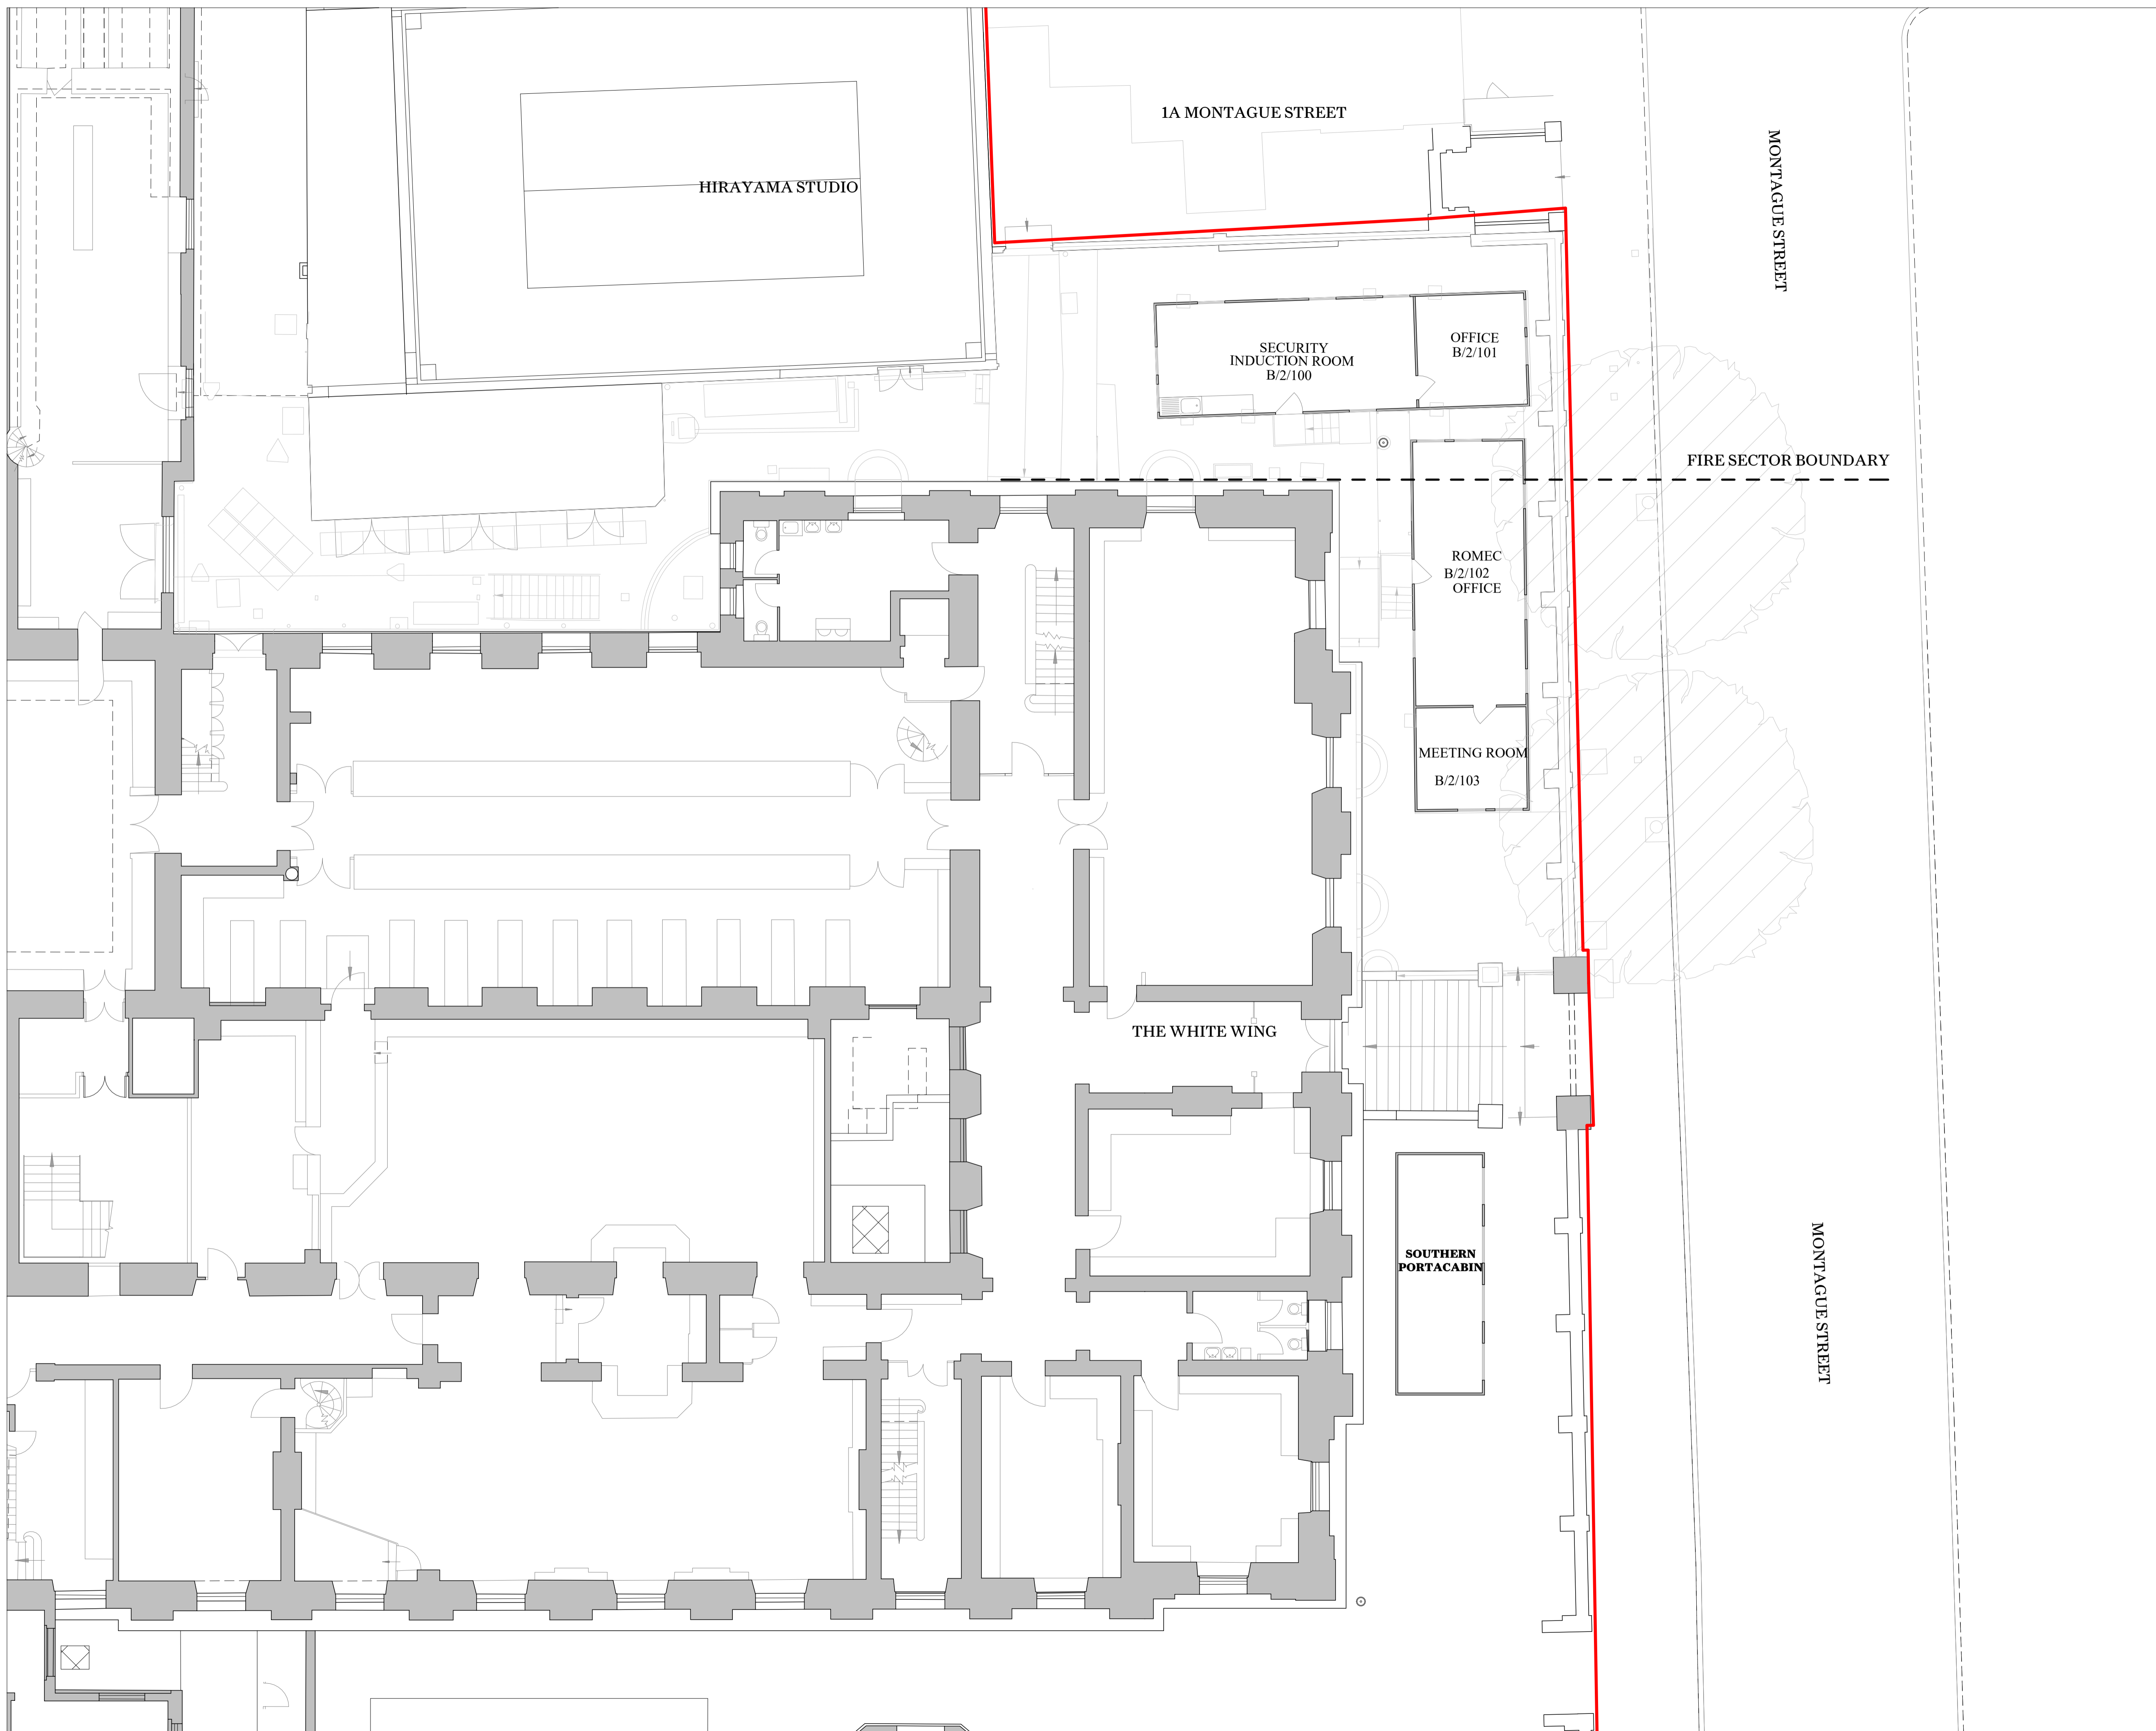 1A MONTAGUE STREET
MONTAGUE STREET
HIRAYAMA STUDIO
OFFICE
B/2/101
SECURITY
INDUCTION ROOM
B/2/100
FIRE SECTOR BOUNDARY
ROMEC
B/2/102
OFFICE
MEETING ROOM
B/2/103
THE WHITE WING
SOUTHERN
PORTACABIN
MONTAGUE STREET